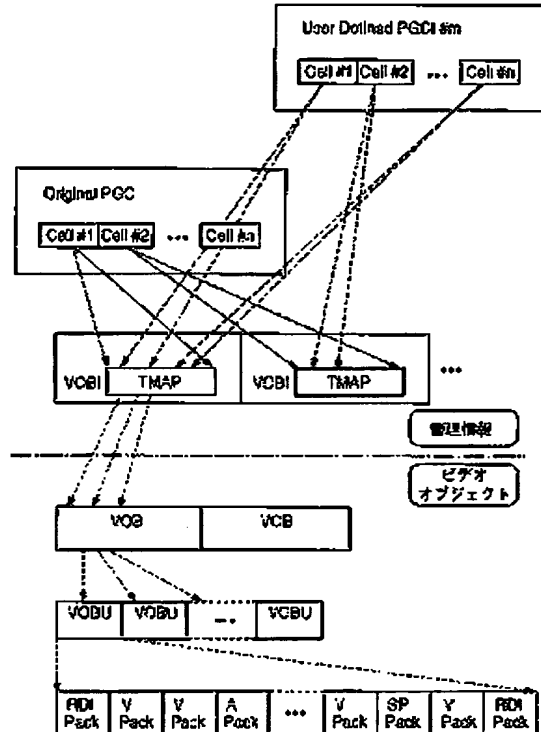 User Defined PGCI #m
Cell #1 Cell #2 ... Cell #n
Original PGC
Cell #1 Cell #2 ... Cell #n
VOBI TMAP VOBI TMAP ...
管理情報
ビデオ
オブジェクト
VOB VOB
VOBU VOBU ... VOBU
RDI Pack V Pack V Pack A Pack ... V Pack SP Pack V Pack RDI Pack